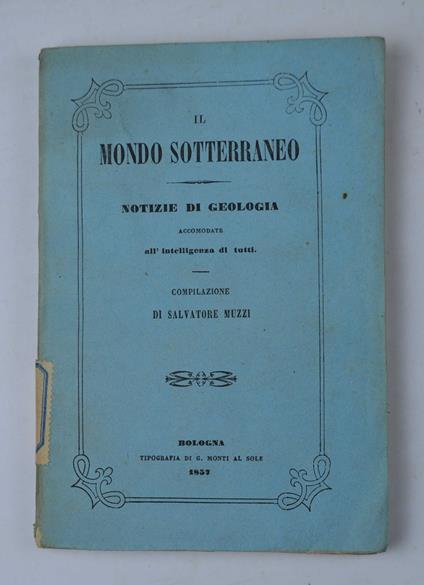 IL
MONDO SOTTERRANEO
NOTIZIE DI GEOLOGIA
ACCOMODATE
all' intelligenza di tutti.
COMPILAZIONE
DI SALVATORE MUZZI
BOLOGNA
TIPOGRAFIA DI G. MONTI AL SOLE
1857